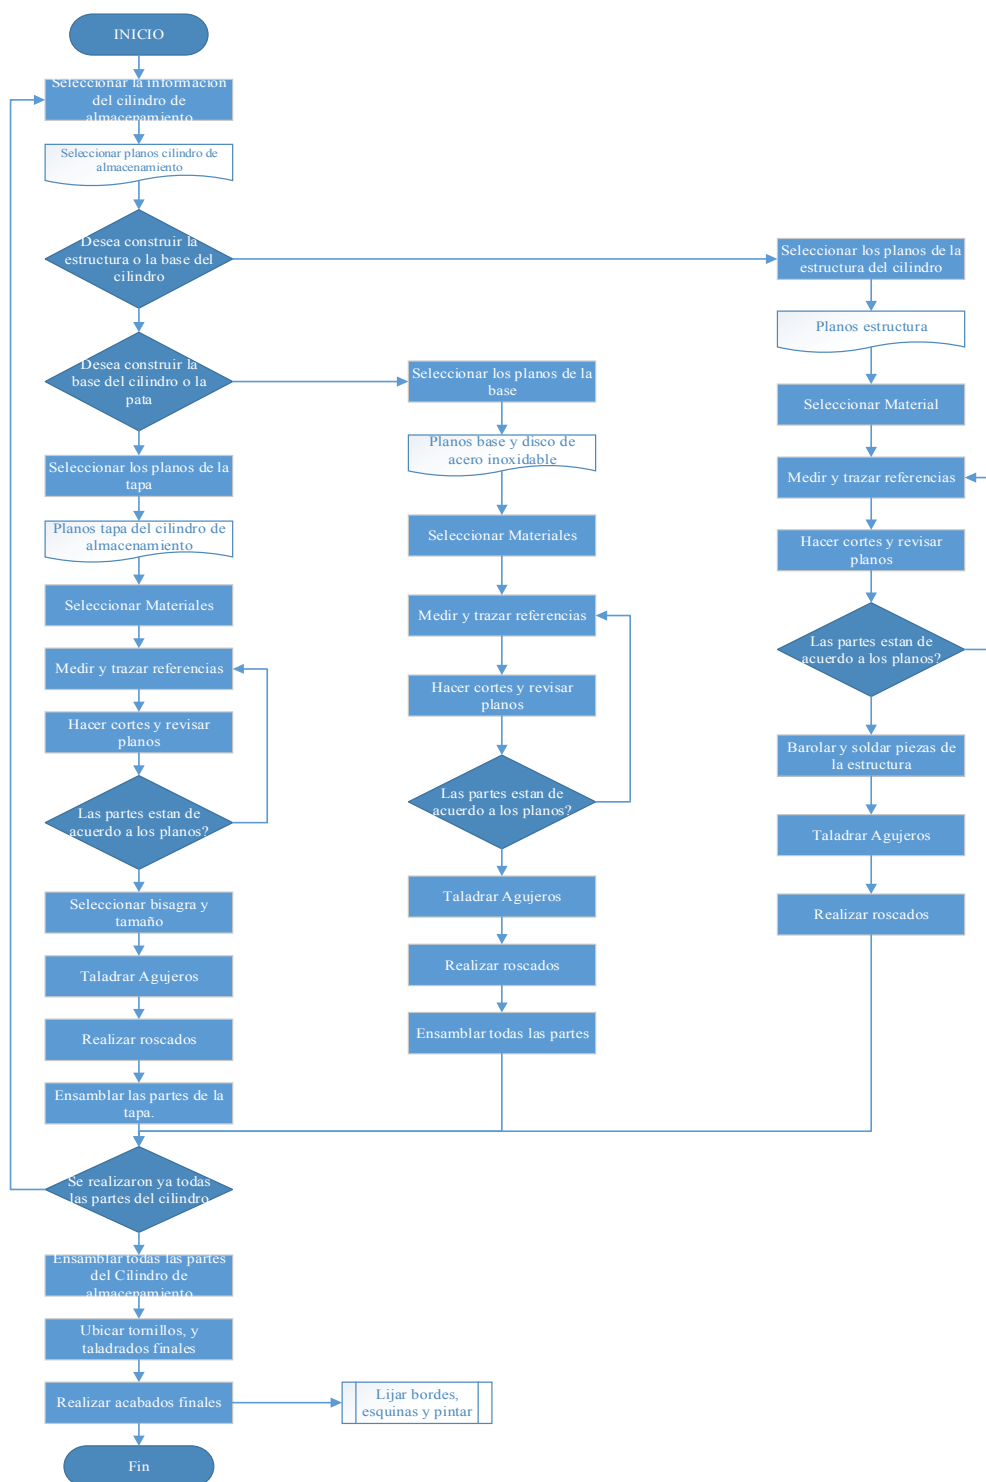 INICIO
Seleccionar la información
del cilindro de
almacenamiento
Seleccionar planos cilindro de
almacenamiento
Desea construir la
estructura o la base del
cilindro
Desea construir la
base del cilindro o la
pata
Seleccionar los planos de la
tapa
Planos tapa del cilindro de
almacenamiento
Seleccionar Materiales
Medir y trazar referencias
Hacer cortes y revisar
planos
Las partes estan de
acuerdo a los planos?
Seleccionar bisagra y
tamaño
Taladrar Agujeros
Realizar roscados
Ensamblar las partes de la
tapa.
Se realizaron ya todas
las partes del cilindro
Ensamblar todas las partes
del Cilindro de
almacenamiento
Ubicar tornillos, y
taladrados finales
Realizar acabados finales
Lijar bordes,
esquinas y pintar
Fin
Seleccionar los planos de la
base
Planos base y disco de
acero inoxidable
Seleccionar Materiales
Medir y trazar referencias
Hacer cortes y revisar
planos
Las partes estan de
acuerdo a los planos?
Taladrar Agujeros
Realizar roscados
Ensamblar todas las partes
Seleccionar los planos de la
estructura del cilindro
Planos estructura
Seleccionar Material
Medir y trazar referencias
Hacer cortes y revisar
planos
Las partes estan de
acuerdo a los planos?
Barolar y soldar piezas de
la estructura
Taladrar Agujeros
Realizar roscados